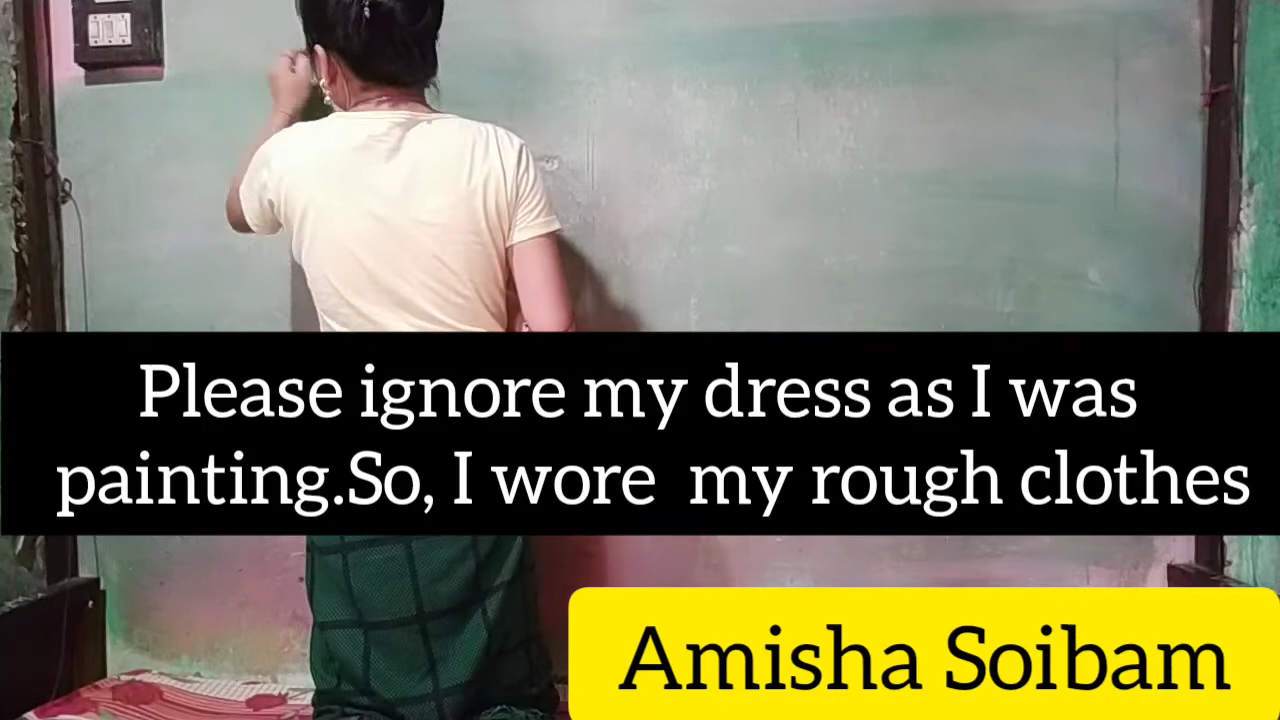 Please ignore my dress as I was
painting.So, I wore  my rough clothes
Amisha Soibam